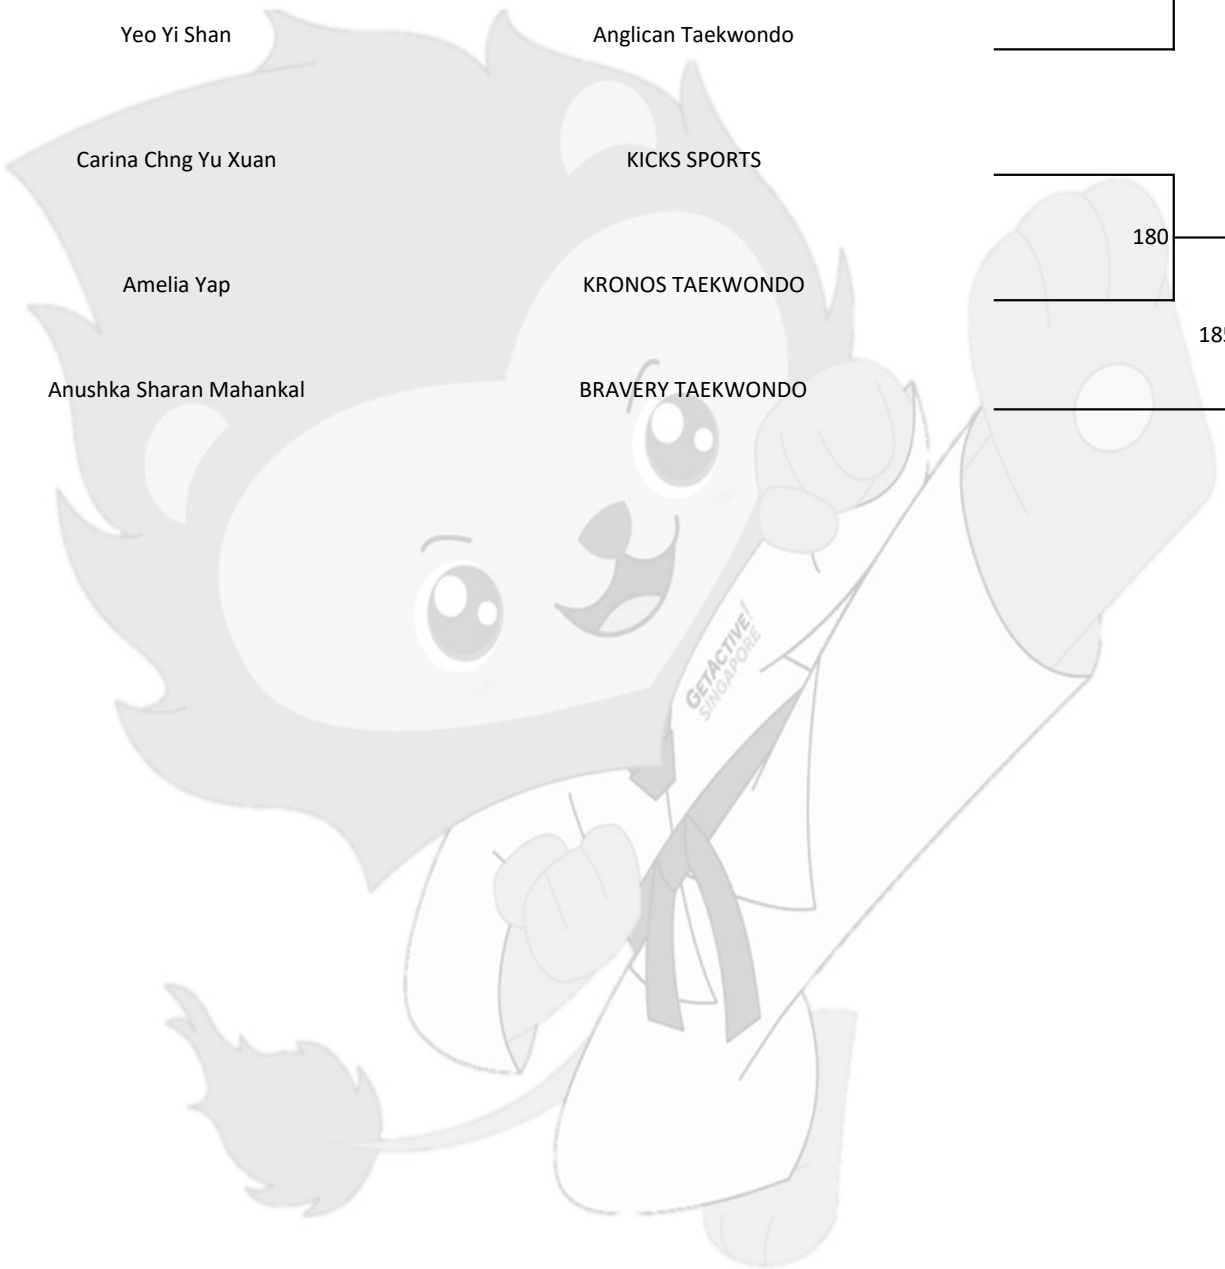 Yeo Yi Shan Anglican Taekwondo
Carina Chng Yu Xuan KICKS SPORTS
180
Amelia Yap KRONOS TAEKWONDO
185
Anushka Sharan Mahankal BRAVERY TAEKWONDO
GETACTIVE!
SINGAPORE